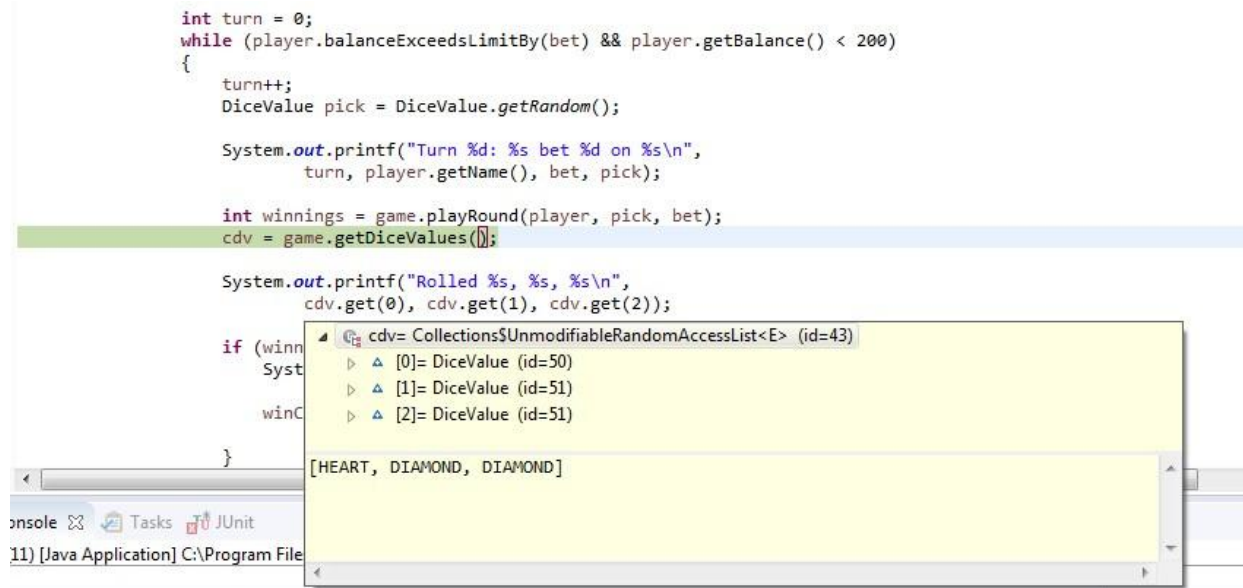 int turn = 0;
while (player.balanceExceedsLimitBy(bet) && player.getBalance() < 200)
{
turn++;
DiceValue pick = DiceValue.getRandom();
System.out.printf("Turn %d: %s bet %d on %s\n",
turn, player.getName(), bet, pick);
int winnings = game.playRound(player, pick, bet);
cdv = game.getDiceValues();
System.out.printf("Rolled %s, %s, %s\n",
cdv.get(0), cdv.get(1), cdv.get(2));
if (winn
Syst
winC
}
cdv= Collections$UnmodifiableRandomAccessList<E> (id=43)
[0]= DiceValue (id=50)
[1]= DiceValue (id=51)
[2]= DiceValue (id=51)
[HEART, DIAMOND, DIAMOND]
onsole Tasks JUnit
11) [Java Application] C:\Program File